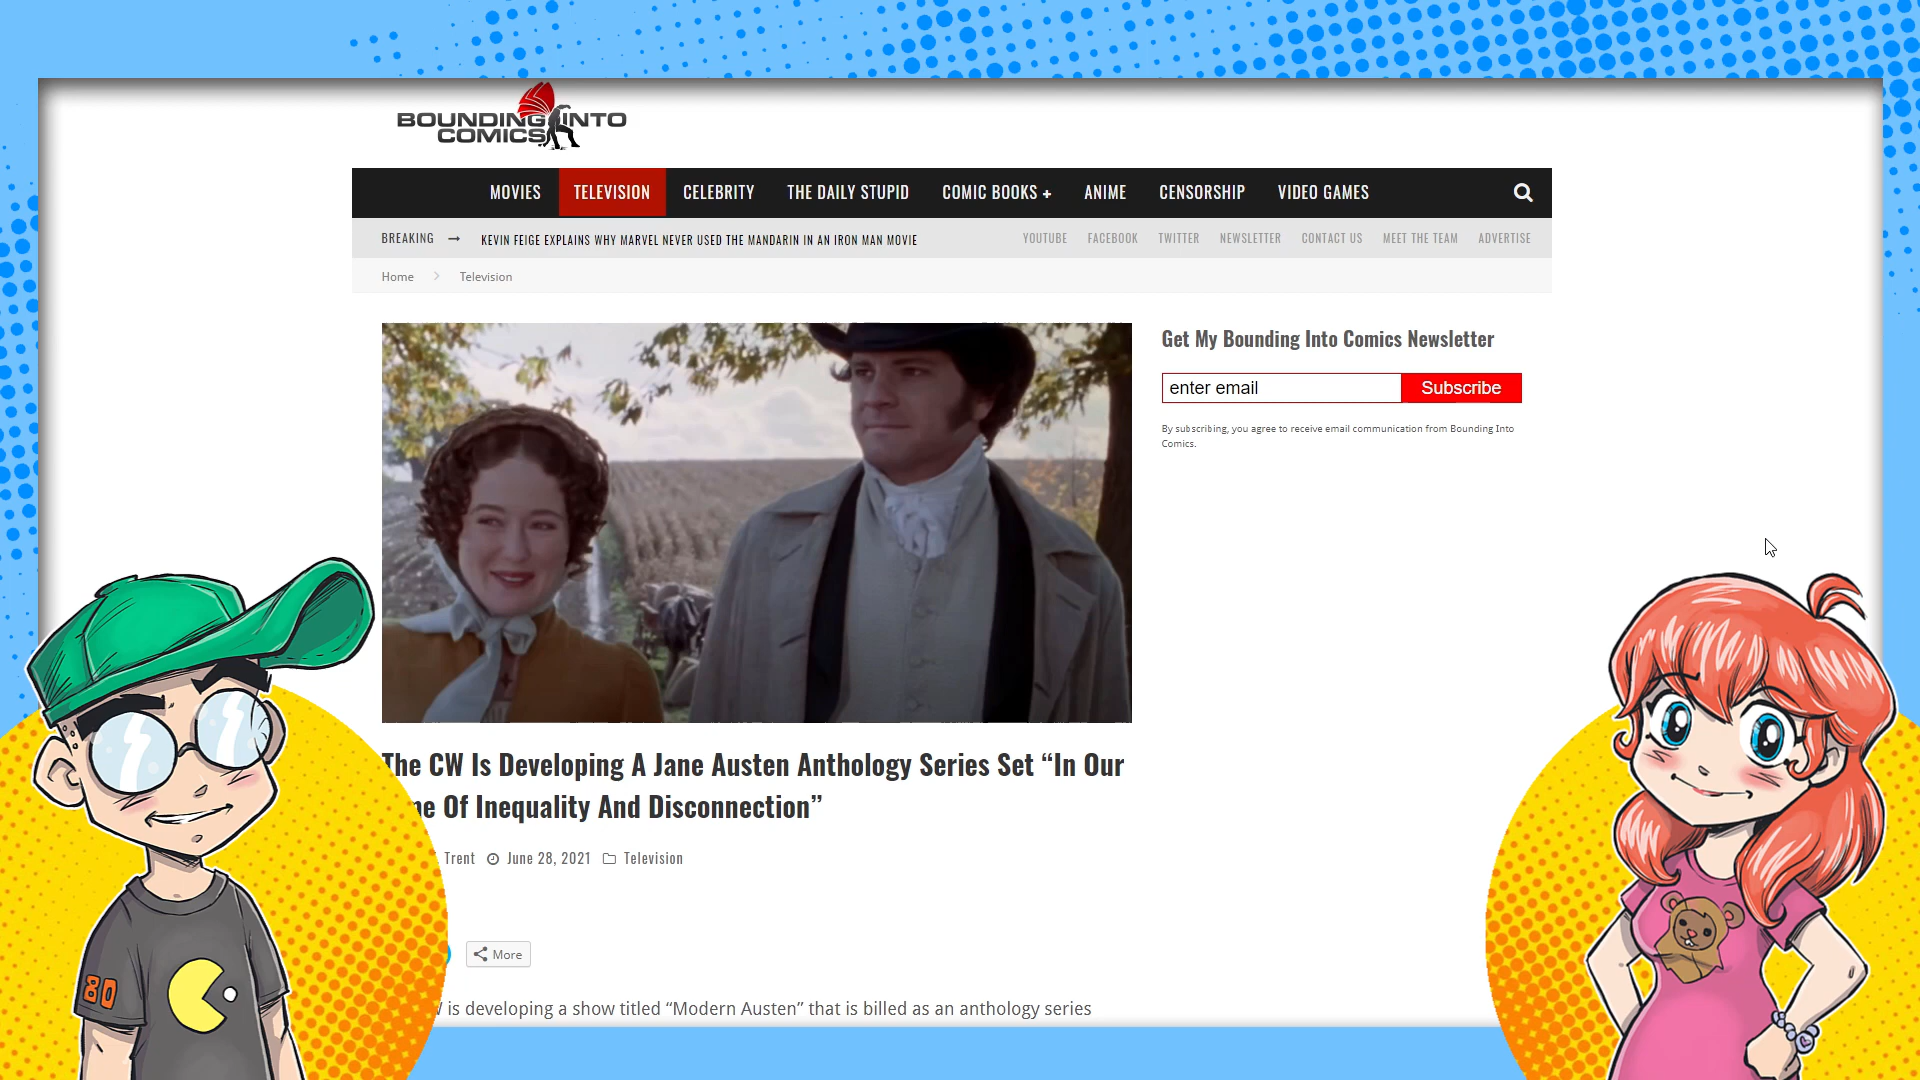 BOUNDING INTO
COMICS
MOVIES TELEVISION CELEBRITY THE DAILY STUPID COMIC BOOKS + ANIME CENSORSHIP VIDEO GAMES
BREAKING → KEVIN FEIGE EXPLAINS WHY MARVEL NEVER USED THE MANDARIN IN AN IRON MAN MOVIE YOUTUBE FACEBOOK TWITTER NEWSLETTER CONTACT US MEET THE TEAM ADVERTISE
Home > Television
Get My Bounding Into Comics Newsletter
enter email Subscribe
By subscribing, you agree to receive email communication from Bounding Into
Comics.
The CW Is Developing A Jane Austen Anthology Series Set “In Our
Of Inequality And Disconnection”
Trent June 28, 2021 Television
More
is developing a show titled “Modern Austen” that is billed as an anthology series
80